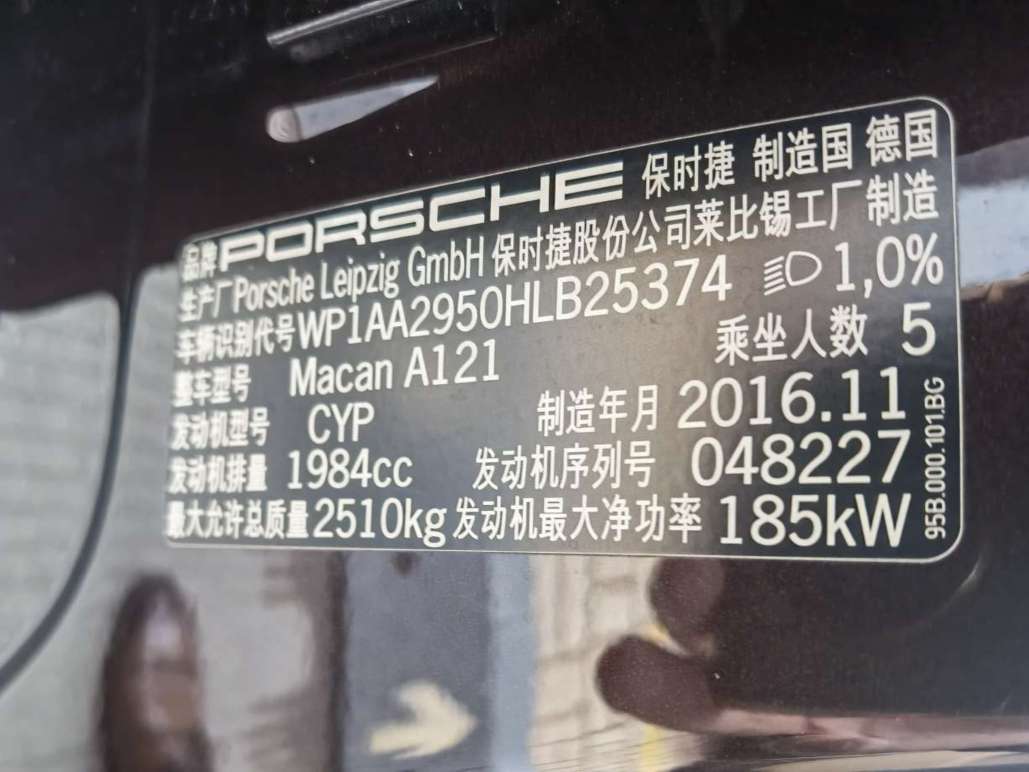 品牌 PORSCHE 保时捷 制造国 德国
生产厂 Porsche Leipzig GmbH 保时捷股份公司莱比锡工厂制造
车辆识别代号 WP1AA2950HLB25374 1,0%
整车型号 Macan A121 乘坐人数 5
发动机型号 CYP 制造年月 2016.11
发动机排量 1984cc 发动机序列号 048227
最大允许总质量 2510kg 发动机最大净功率 185kW
95B.000.101.BG